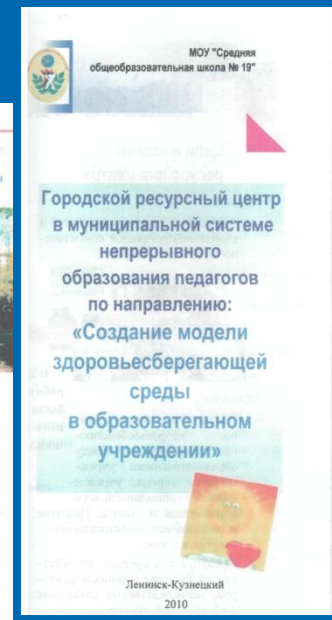 МОУ "Средняя
общеобразовательная школа № 19"
Городской ресурсный центр
в муниципальной системе
непрерывного
образования педагогов
по направлению:
«Создание модели
здоровьесберегающей
среды
в образовательном
учреждении»
Ленинск-Кузнецкий
2010